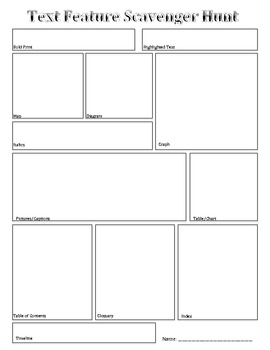 Text Feature Scavenger Hunt
Bold Print
Highlighted Text
Map
Diagram
Italics
Graph
Pictures/Captions
Table/Chart
Table of Contents
Glossary
Index
Timeline
Name: ____________________